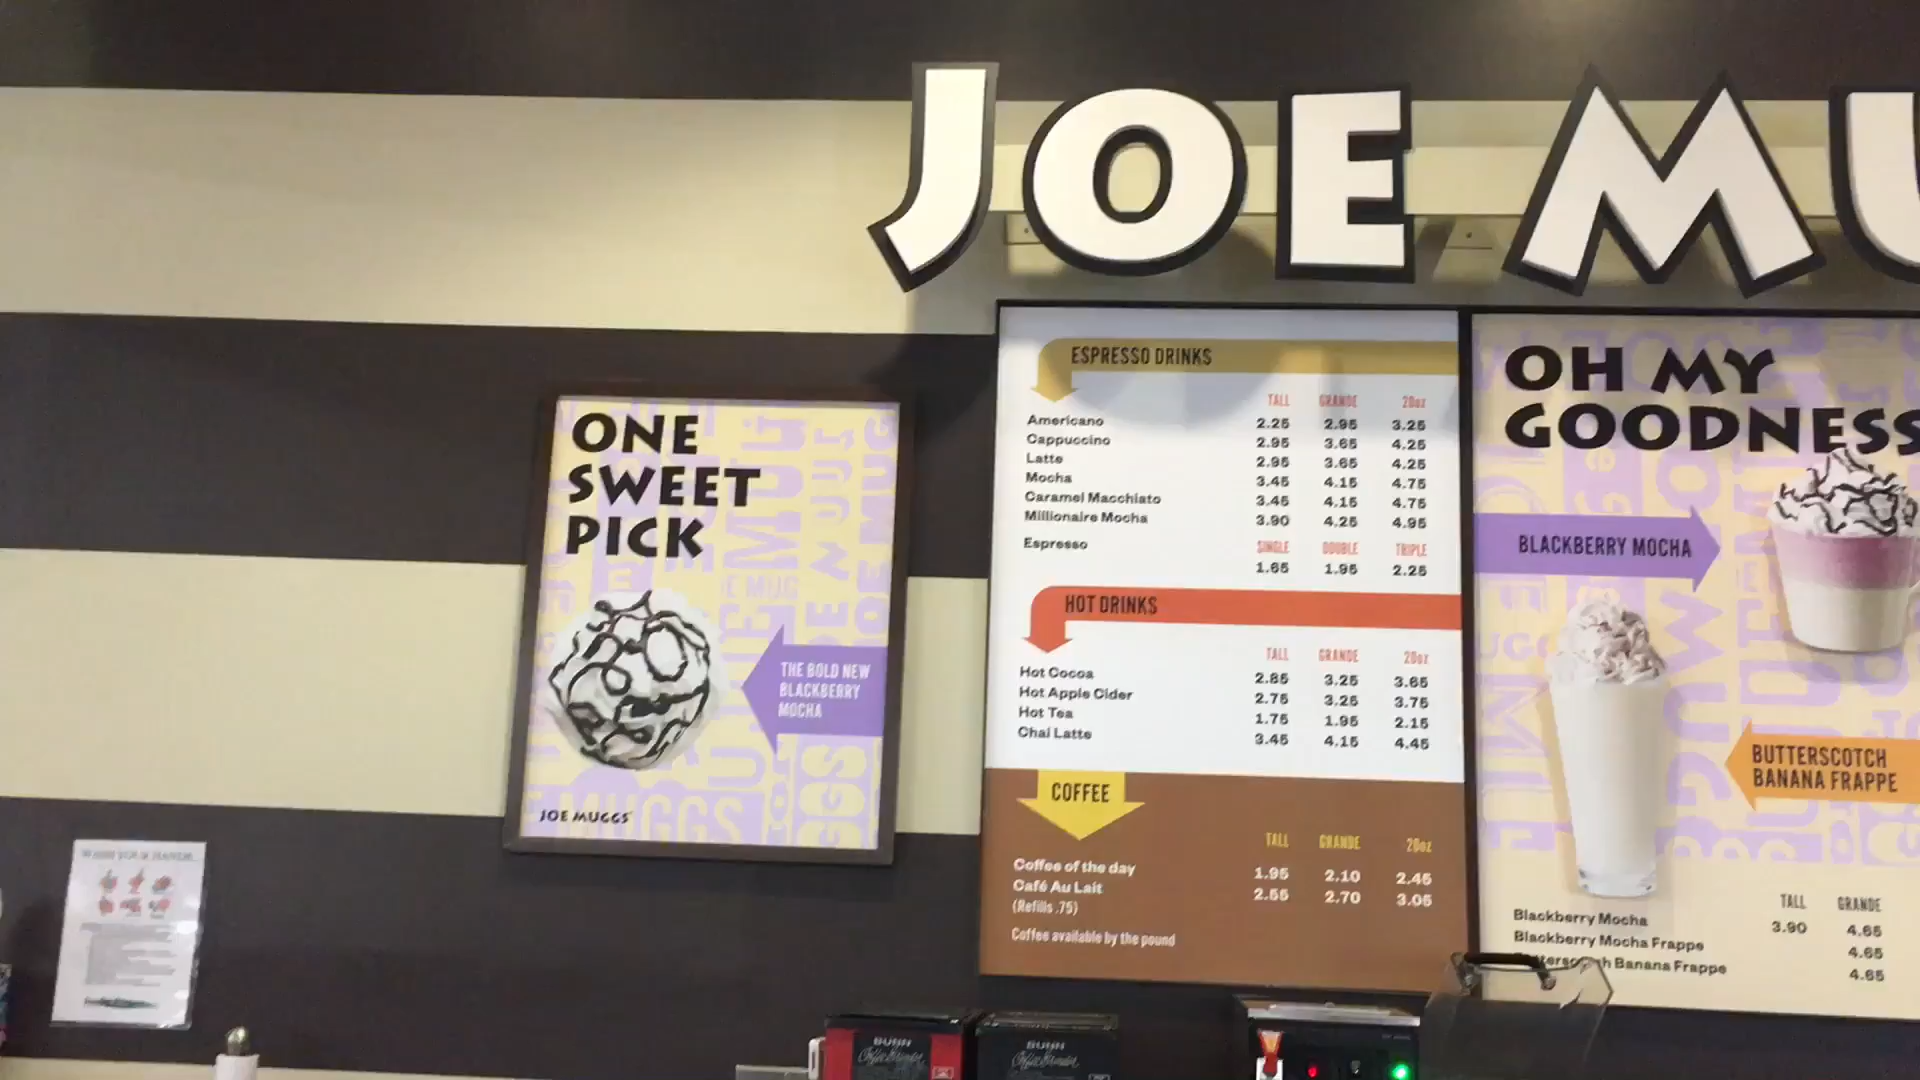 JOE MU
ONE
SWEET
PICK
THE BOLD NEW
BLACKBERRY
MOCHA
JOE MUGGS
ESPRESSO DRINKS
TALL GRANDE 20oz
Americano 2.25 2.95 3.25
Cappuccino 2.95 3.65 4.25
Latte 2.95 3.65 4.25
Mocha 3.45 4.15 4.75
Caramel Macchiato 3.45 4.15 4.75
Millionaire Mocha 3.90 4.25 4.95
Espresso SINGLE DOUBLE TRIPLE
1.65 1.95 2.25
HOT DRINKS
TALL GRANDE 20oz
Hot Cocoa 2.85 3.25 3.65
Hot Apple Cider 2.75 3.25 3.75
Hot Tea 1.75 1.95 2.15
Chai Latte 3.45 4.15 4.45
COFFEE
TALL GRANDE 20oz
Coffee of the day 1.95 2.10 2.45
Café Au Lait 2.55 2.70 3.05
(Refills .75)
Coffee available by the pound
OH MY
GOODNESS
BLACKBERRY MOCHA
BUTTERSCOTCH
BANANA FRAPPE
TALL GRANDE
Blackberry Mocha 3.90 4.65
Blackberry Mocha Frappe 4.65
Banana Frappe 4.65
BUNN
BUNN